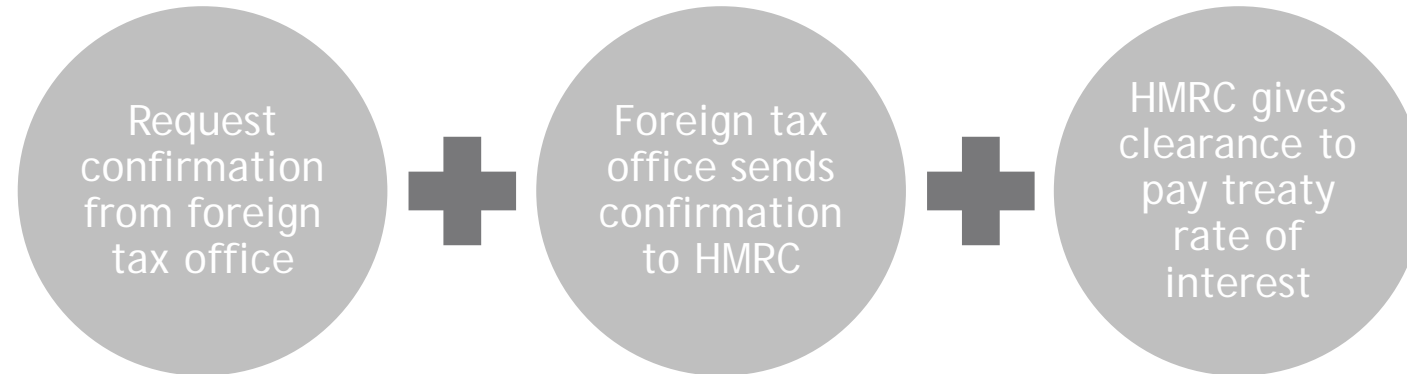 Request
confirmation
from foreign
tax office
Foreign tax
office sends
confirmation
to HMRC
HMRC gives
clearance to
pay treaty
rate of
interest